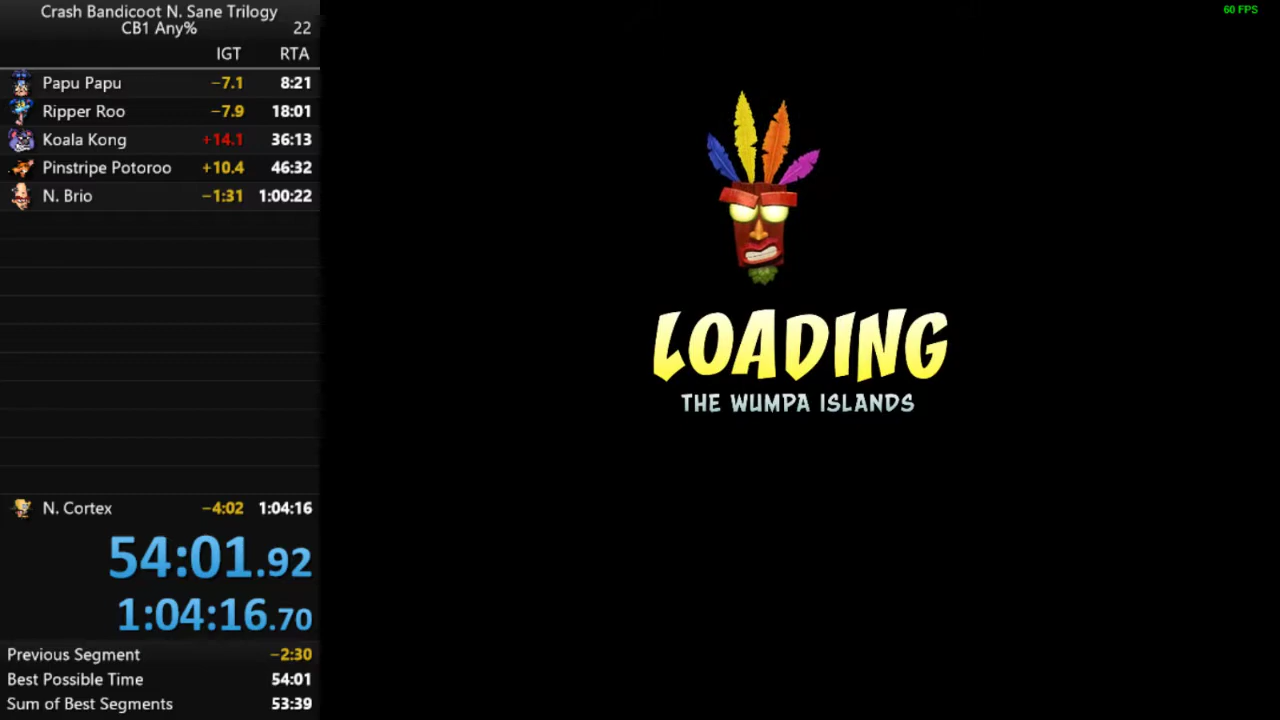 Crash Bandicoot N. Sane Trilogy
CB1 Any% 22
IGT RTA
Papu Papu −7.1 8:21
Ripper Roo −7.9 18:01
Koala Kong +14.1 36:13
Pinstripe Potoroo +10.4 46:32
N. Brio −1:31 1:00:22
N. Cortex −4:02 1:04:16
54:01.92
1:04:16.70
Previous Segment −2:30
Best Possible Time 54:01
Sum of Best Segments 53:39
60 FPS
LOADING
THE WUMPA ISLANDS